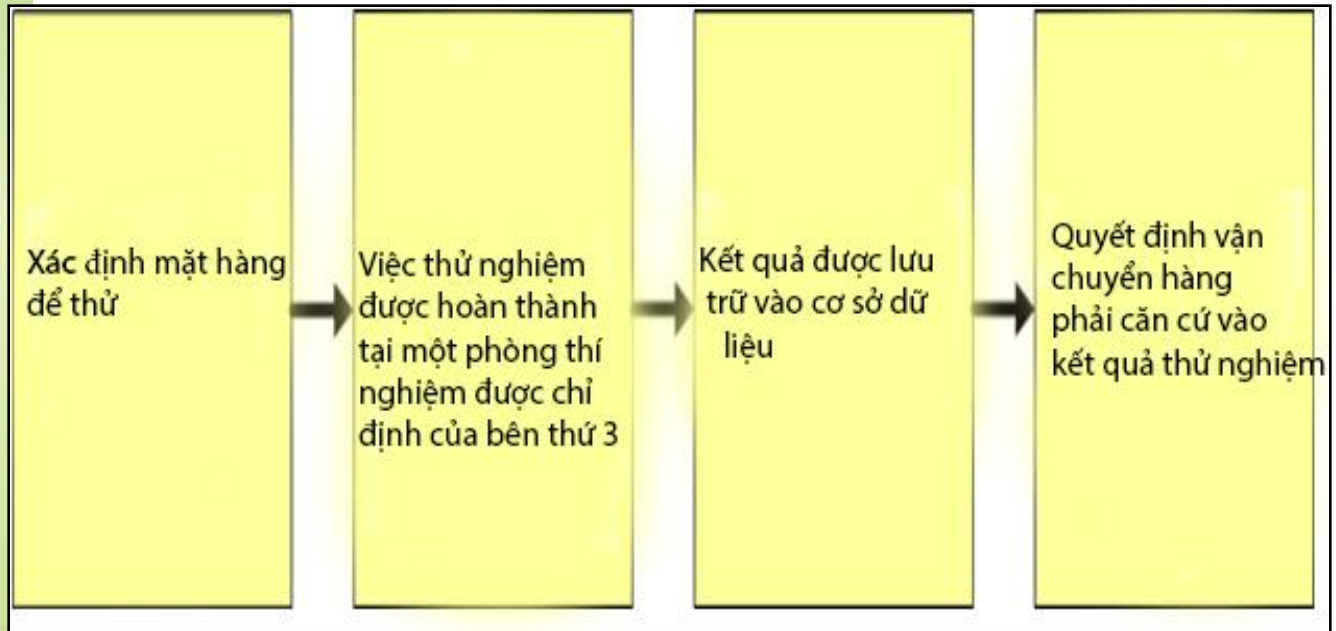 Xác định mặt hàng
để thử
Việc thử nghiệm
được hoàn thành
tại một phòng thí
nghiệm được chỉ
định của bên thứ 3
Kết quả được lưu
trữ vào cơ sở dữ
liệu
Quyết định vận
chuyển hàng
phải căn cứ vào
kết quả thử nghiệm